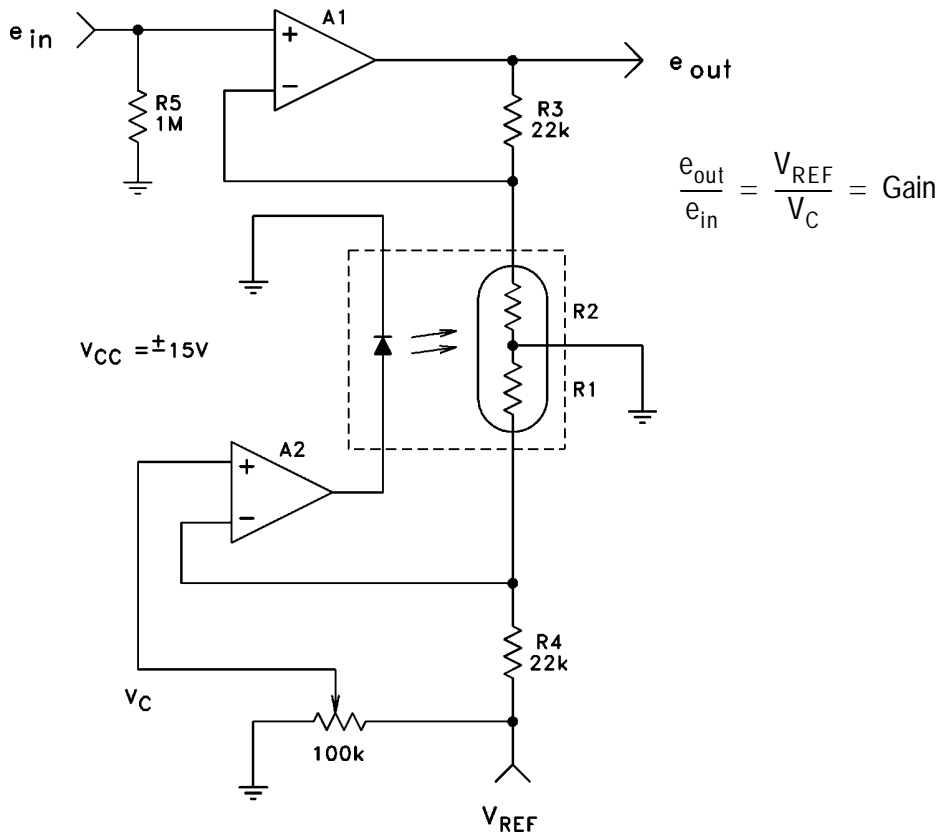 A1
e in
+
−
e out
R5
1M
R3
22k
e_out / e_in = V_REF / V_C = Gain
R2
V_CC = ±15V
R1
A2
+
−
R4
22k
V_C
100k
V_REF